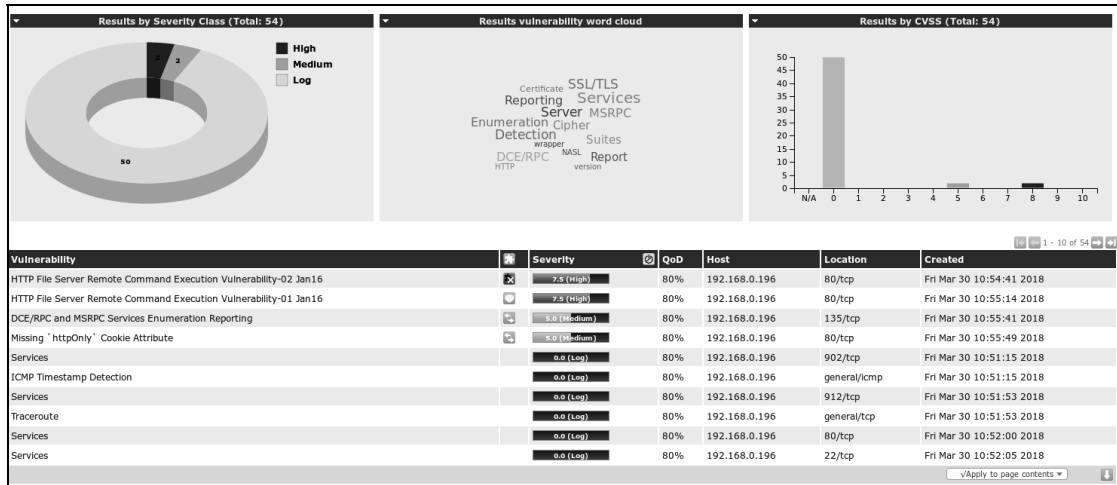 Results by Severity Class (Total: 54)
2
2
50
High
Medium
Log
Results vulnerability word cloud
Certificate SSL/TLS
Reporting Services
Server MSRPC
Enumeration Cipher
Detection Suites
wrapper
NASL
DCE/RPC Report
HTTP version
Results by CVSS (Total: 54)
50
45
40
35
30
25
20
15
10
5
0
N/A 0 1 2 3 4 5 6 7 8 9 10
1 - 10 of 54
Vulnerability Severity QoD Host Location Created
HTTP File Server Remote Command Execution Vulnerability-02 Jan16 7.5 (High) 80% 192.168.0.196 80/tcp Fri Mar 30 10:54:41 2018
HTTP File Server Remote Command Execution Vulnerability-01 Jan16 7.5 (High) 80% 192.168.0.196 80/tcp Fri Mar 30 10:55:14 2018
DCE/RPC and MSRPC Services Enumeration Reporting 5.0 (Medium) 80% 192.168.0.196 135/tcp Fri Mar 30 10:55:41 2018
Missing `httpOnly` Cookie Attribute 5.0 (Medium) 80% 192.168.0.196 80/tcp Fri Mar 30 10:55:49 2018
Services 0.0 (Log) 80% 192.168.0.196 902/tcp Fri Mar 30 10:51:15 2018
ICMP Timestamp Detection 0.0 (Log) 80% 192.168.0.196 general/icmp Fri Mar 30 10:51:15 2018
Services 0.0 (Log) 80% 192.168.0.196 912/tcp Fri Mar 30 10:51:53 2018
Traceroute 0.0 (Log) 80% 192.168.0.196 general/tcp Fri Mar 30 10:51:53 2018
Services 0.0 (Log) 80% 192.168.0.196 80/tcp Fri Mar 30 10:52:00 2018
Services 0.0 (Log) 80% 192.168.0.196 22/tcp Fri Mar 30 10:52:05 2018
√Apply to page contents